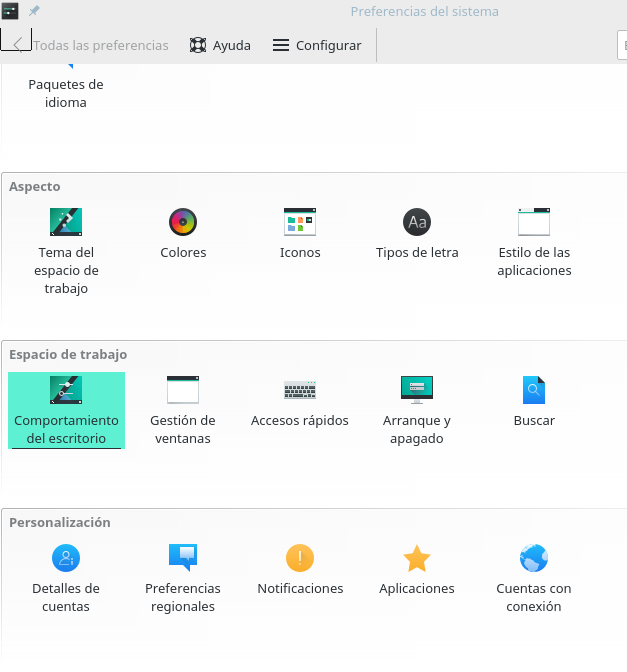 Preferencias del sistema
Todas las preferencias Ayuda Configurar
Paquetes de
idioma
Aspecto
Tema del
espacio de
trabajo
Colores
Iconos
Aa
Tipos de letra
Estilo de las
aplicaciones
Espacio de trabajo
Comportamiento
del escritorio
Gestión de
ventanas
Accesos rápidos
Arranque y
apagado
Buscar
Personalización
Detalles de
cuentas
Preferencias
regionales
Notificaciones
Aplicaciones
Cuentas con
conexión